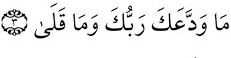 مَا وَدَّعَكَ رَبُّكَ وَمَا قَلَىٰ ﴿٣﴾